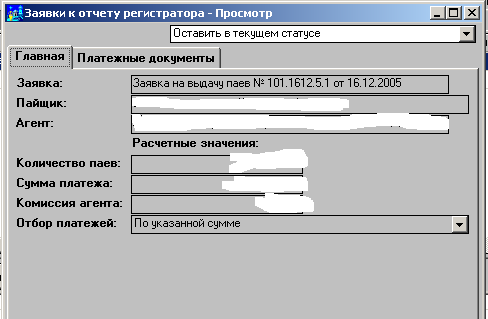 Заявки к отчету регистратора - Просмотр
Оставить в текущем статусе
Главная Платежные документы
Заявка: Заявка на выдачу паев № 101.1612.5.1 от 16.12.2005
Пайщик:
Агент:
Расчетные значения:
Количество паев:
Сумма платежа:
Комиссия агента:
Отбор платежей: По указанной сумме